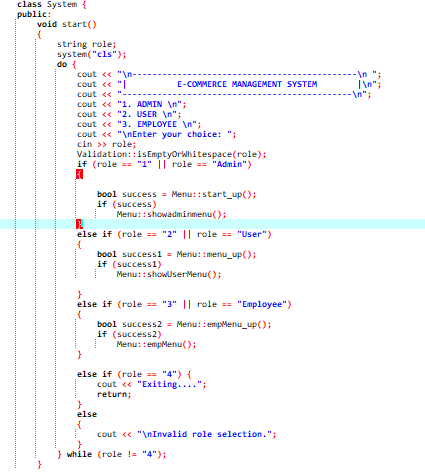 class System {
public:
    void start()
    {
        string role;
        system("cls");
        do {
            cout << "\n-----------------------------------------------\n ";
            cout << "|          E-COMMERCE MANAGEMENT SYSTEM        |\n";
            cout << "------------------------------------------------\n";
            cout << "1. ADMIN \n";
            cout << "2. USER \n";
            cout << "3. EMPLOYEE \n";
            cout << "\nEnter your choice: ";
            cin >> role;
            Validation::isEmptyOrWhitespace(role);
            if (role == "1" || role == "Admin")
            {
                bool success = Menu::start_up();
                if (success)
                    Menu::showadminmenu();
            }
            else if (role == "2" || role == "User")
            {
                bool success1 = Menu::menu_up();
                if (success1)
                    Menu::showUserMenu();
            }
            else if (role == "3" || role == "Employee")
            {
                bool success2 = Menu::empMenu_up();
                if (success2)
                    Menu::empMenu();
            }
            else if (role == "4") {
                cout << "Exiting....";
                return;
            }
            else
            {
                cout << "\nInvalid role selection.";
            }
        } while (role != "4");
    }